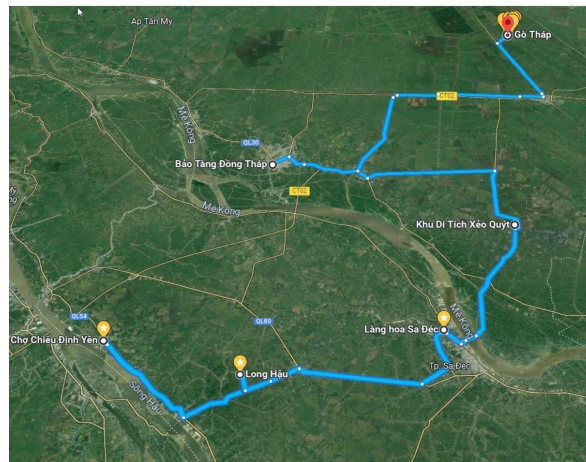 Ấp Tân Mỹ
Gò Tháp
CT02
Mê Kông
QL30
Bảo Tàng Đồng Tháp
CT02
Mê Kông
Khu Di Tích Xẻo Quýt
Mê Kông
QL54
Làng hoa Sa Đéc
Chợ Chiếu Định Yên
QL80
Tp. Sa Đéc
Long Hậu
Sông Hậu